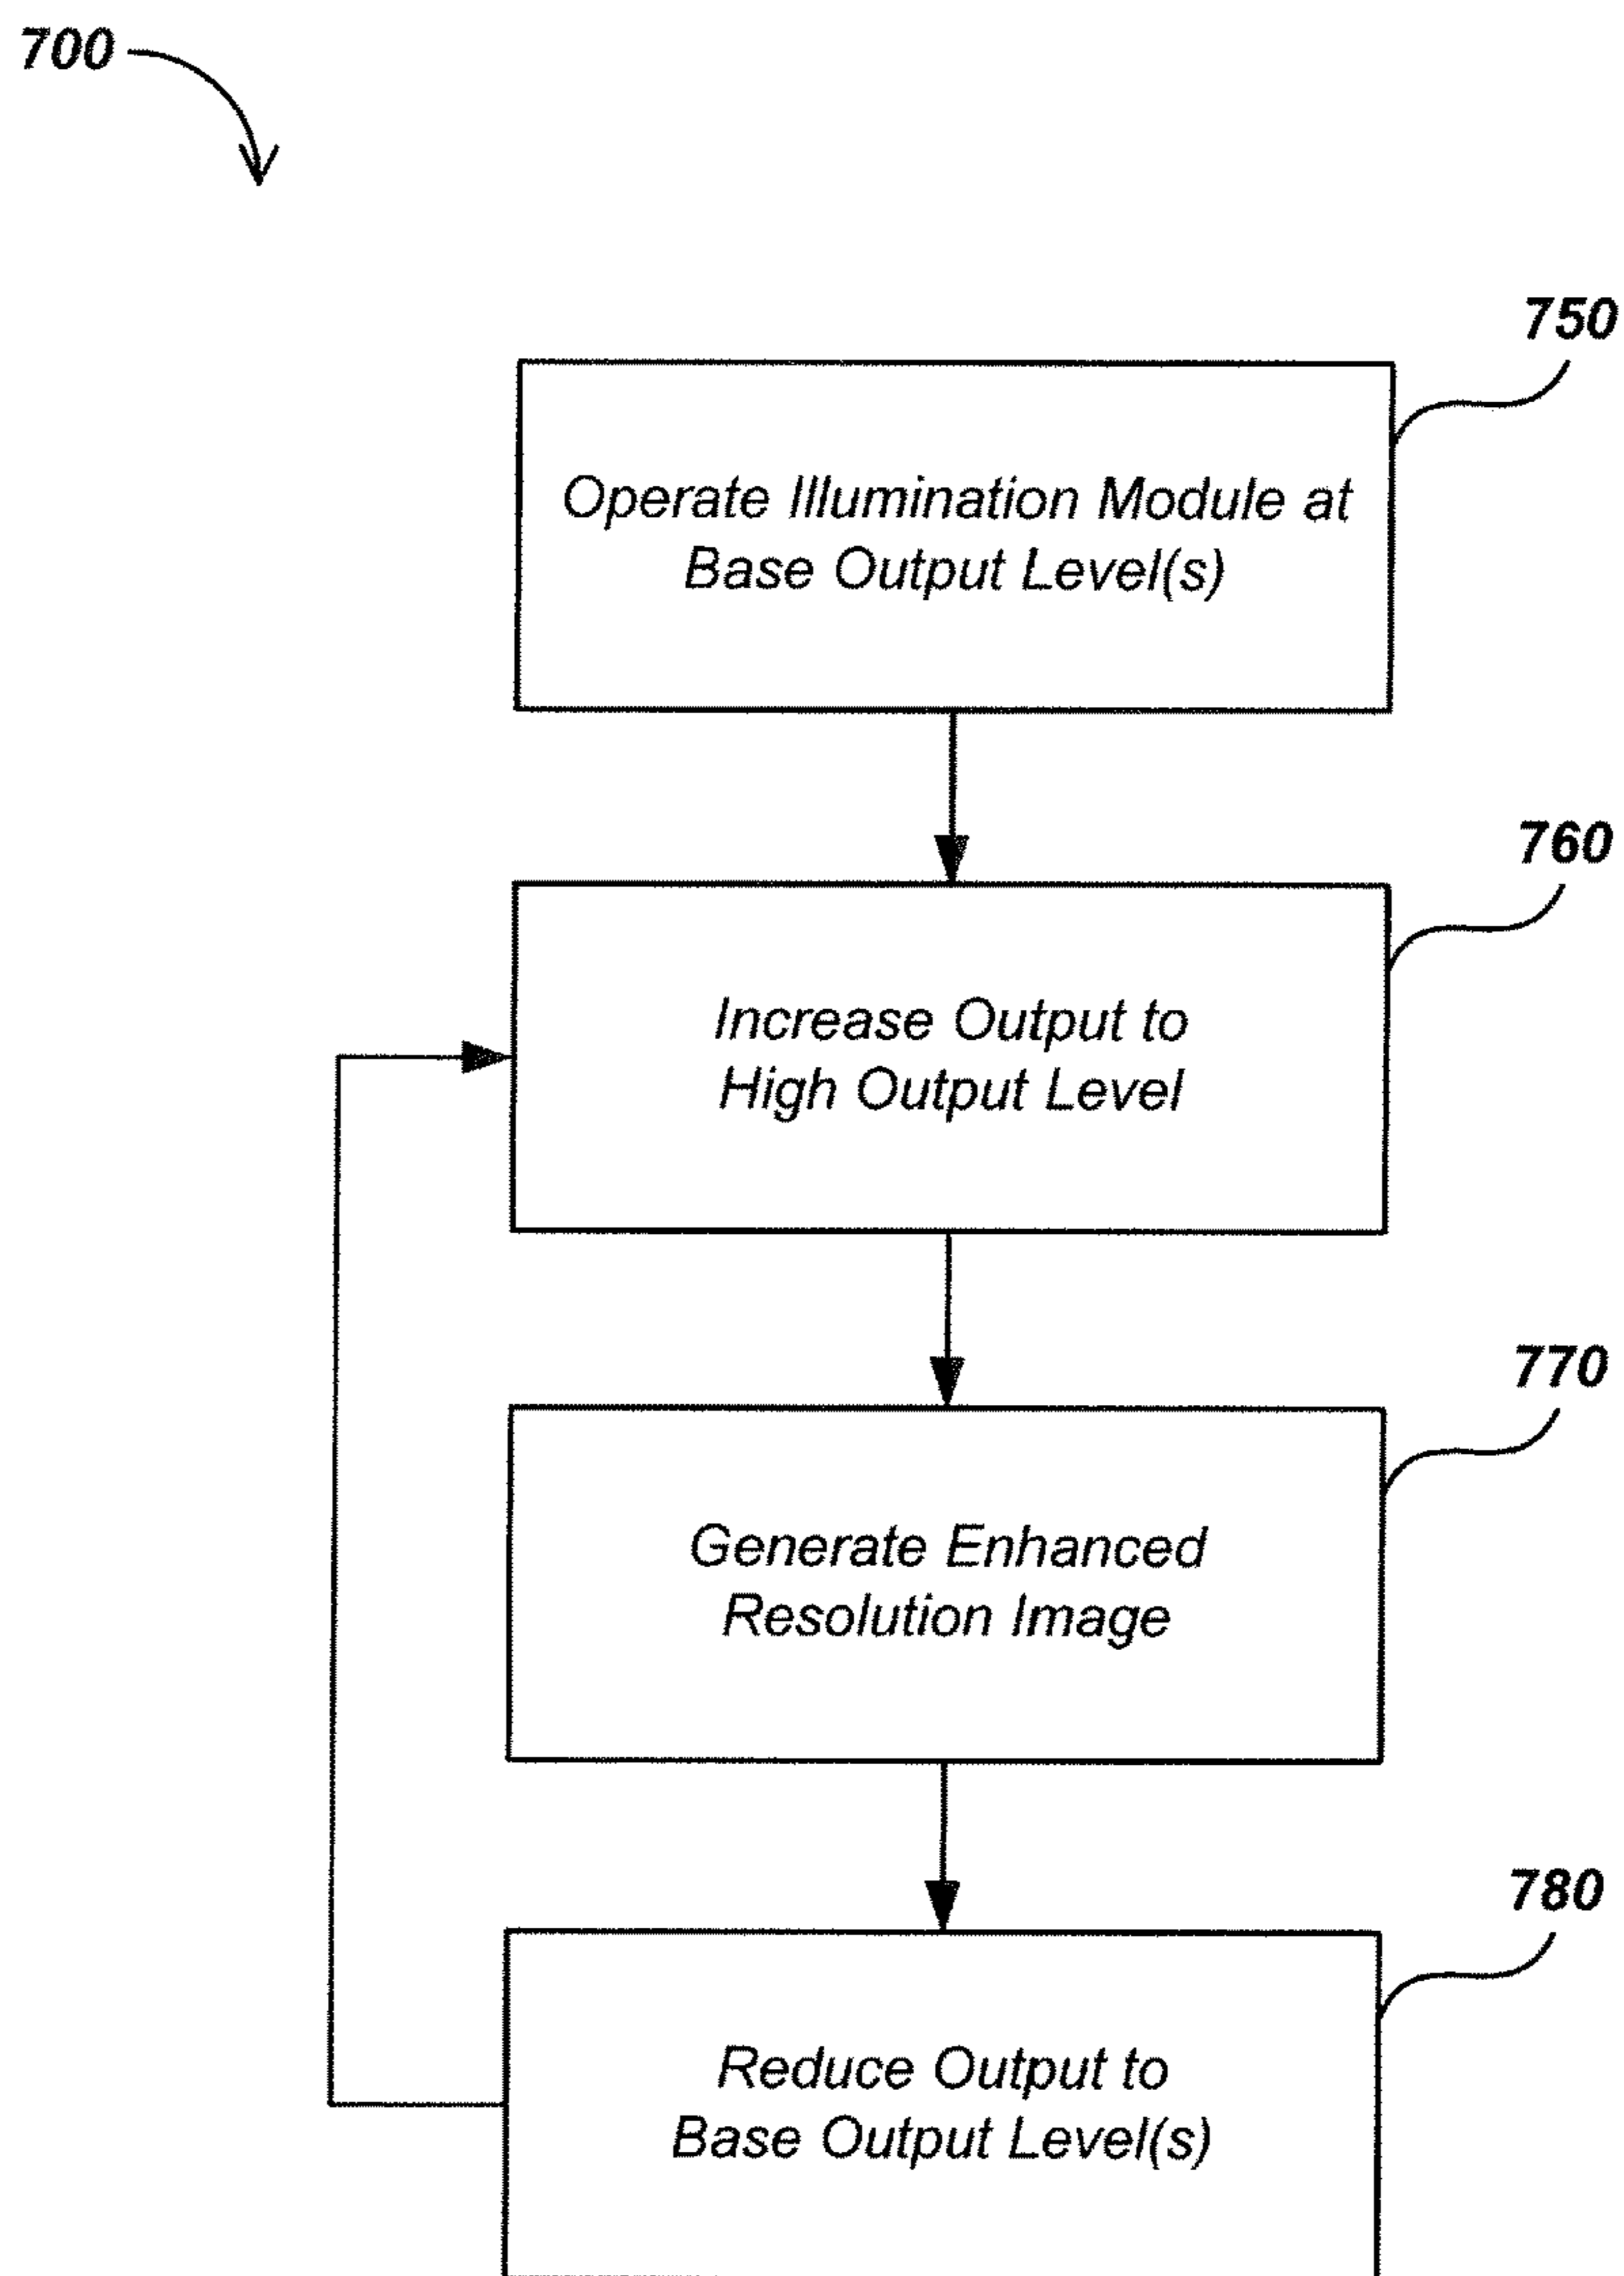 700
750
Operate Illumination Module at
Base Output Level(s)
760
Increase Output to
High Output Level
770
Generate Enhanced
Resolution Image
780
Reduce Output to
Base Output Level(s)